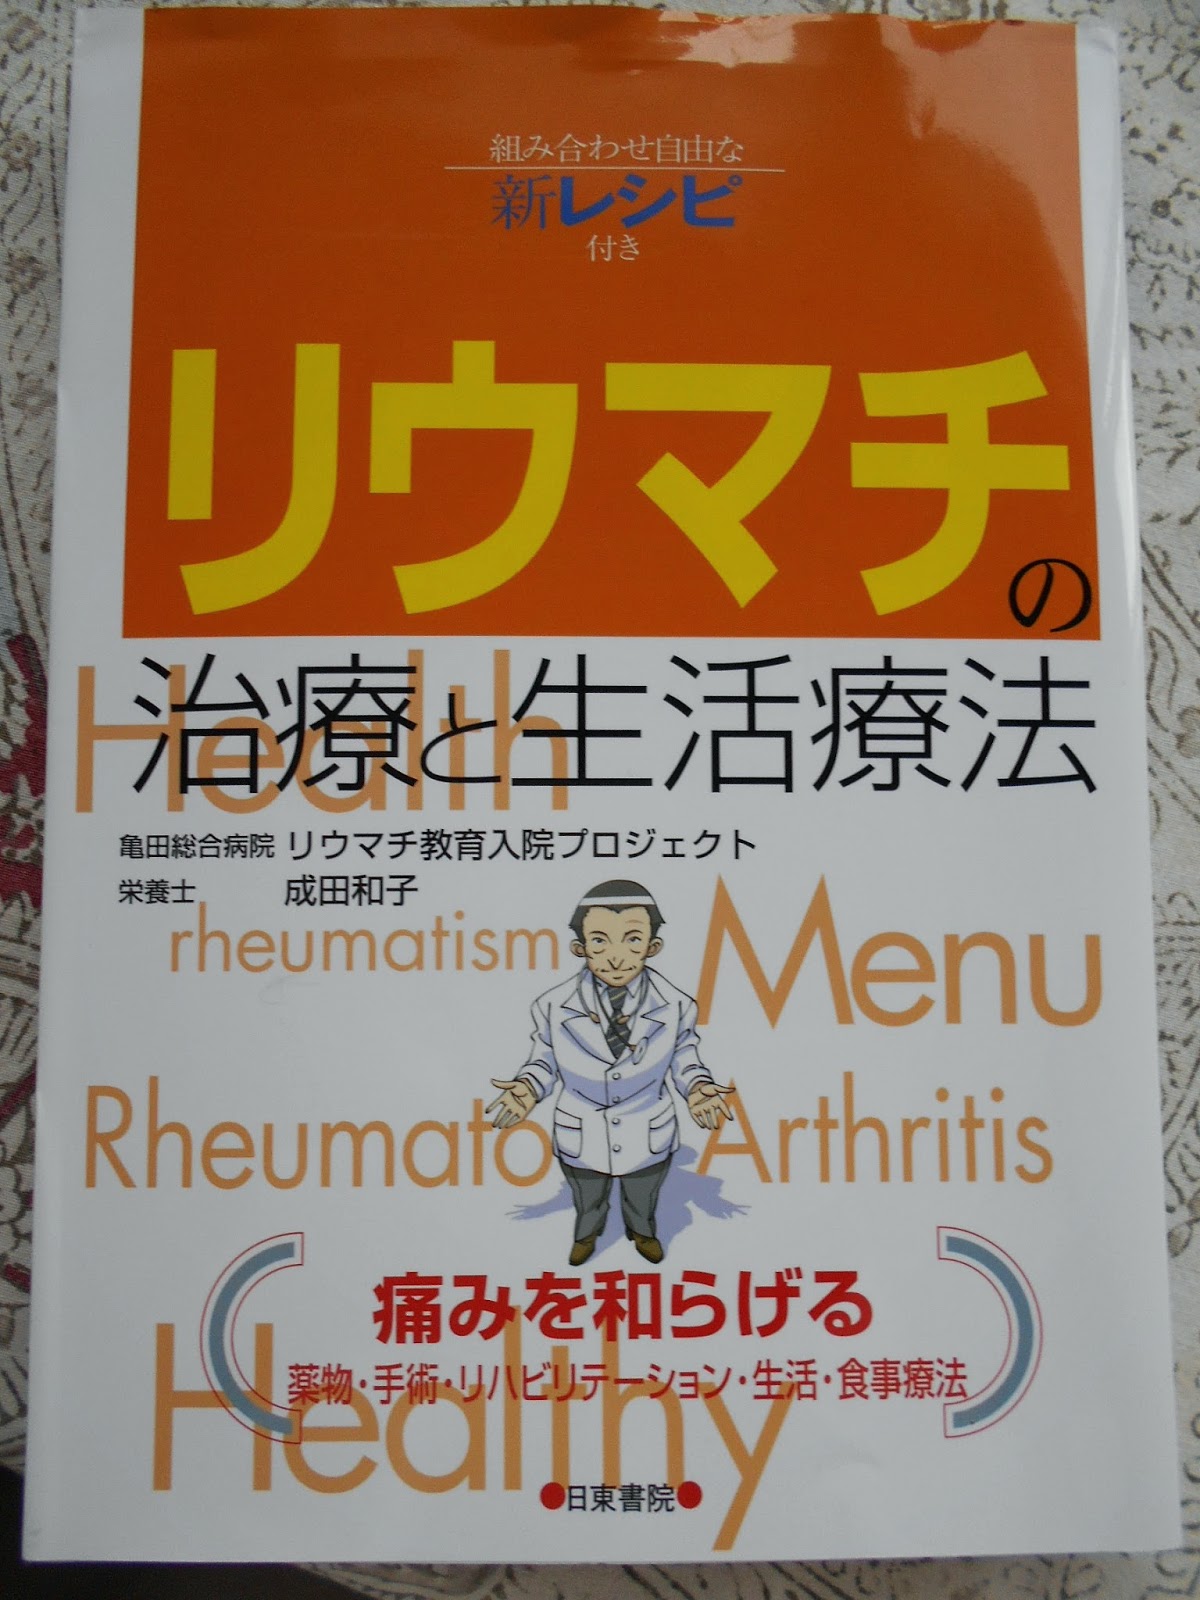 組み合わせ自由な
新レシピ
付き
リウマチの
治療と生活療法
Health
亀田総合病院 リウマチ教育入院プロジェクト
栄養士 成田和子
rheumatism
Menu
Rheumato Arthritis
痛みを和らげる
薬物・手術・リハビリテーション・生活・食事療法
Healthy
●日東書院●